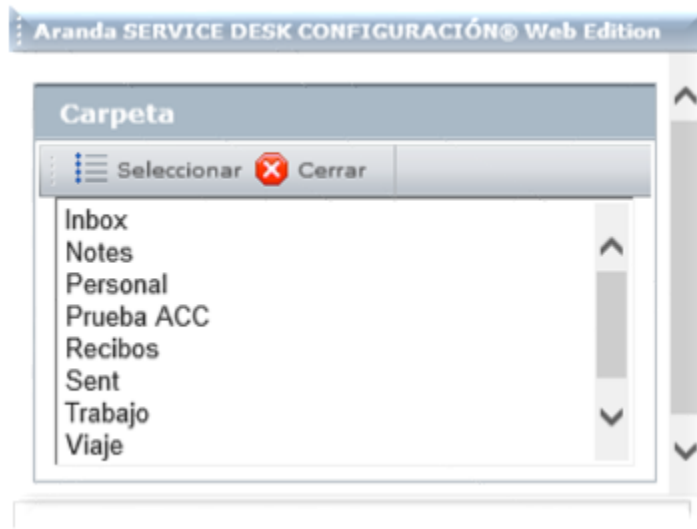 Aranda SERVICE DESK CONFIGURACIÓN® Web Edition
Carpeta
Seleccionar Cerrar
Inbox
Notes
Personal
Prueba ACC
Recibos
Sent
Trabajo
Viaje